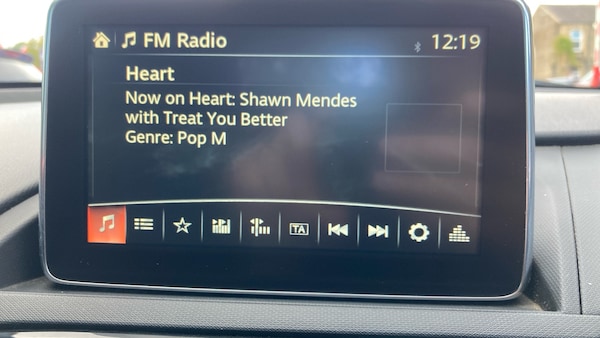 FM Radio 12:19
Heart
Now on Heart: Shawn Mendes
with Treat You Better
Genre: Pop M
TA